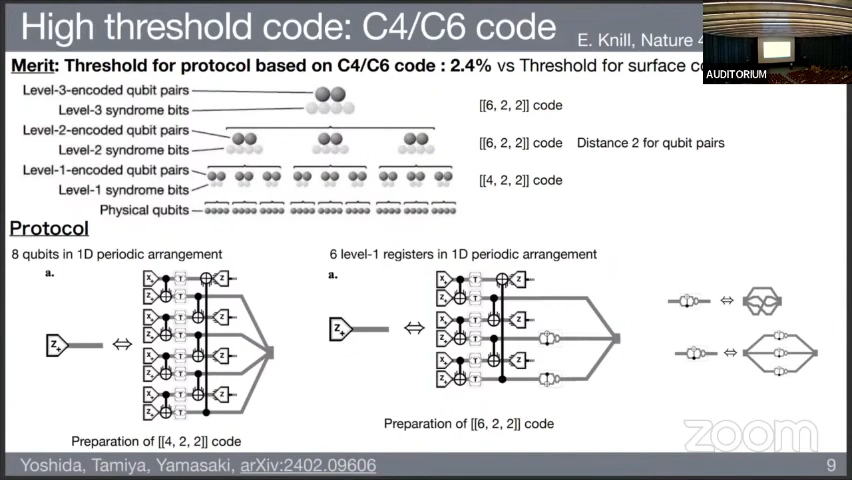 High threshold code: C4/C6 code
E. Knill, Nature
AUDITORIUM
Merit: Threshold for protocol based on C4/C6 code : 2.4% vs Threshold for surface
Level-3-encoded qubit pairs
Level-3 syndrome bits
[[6, 2, 2]] code
Level-2-encoded qubit pairs
Level-2 syndrome bits
[[6, 2, 2]] code Distance 2 for qubit pairs
Level-1-encoded qubit pairs
Level-1 syndrome bits
[[4, 2, 2]] code
Physical qubits
Protocol
8 qubits in 1D periodic arrangement
a.
Z+
X+ T Z
Z+ T
X+ T Z
Z+ T
X+ T Z
Z+ T
X+ T Z
Z+ T
Preparation of [[4, 2, 2]] code
6 level-1 registers in 1D periodic arrangement
a.
Z+
X+ T Z
Z+ T
X+ T Z
Z+ T
X+ T Z
Z+ T
Preparation of [[6, 2, 2]] code
zoom
Yoshida, Tamiya, Yamasaki, arXiv:2402.09606
9